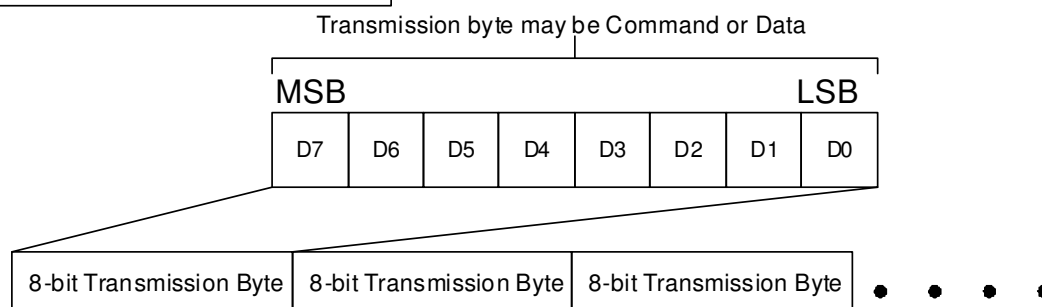 Transmission byte may be Command or Data
MSB LSB
D7 D6 D5 D4 D3 D2 D1 D0
8-bit Transmission Byte 8-bit Transmission Byte 8-bit Transmission Byte